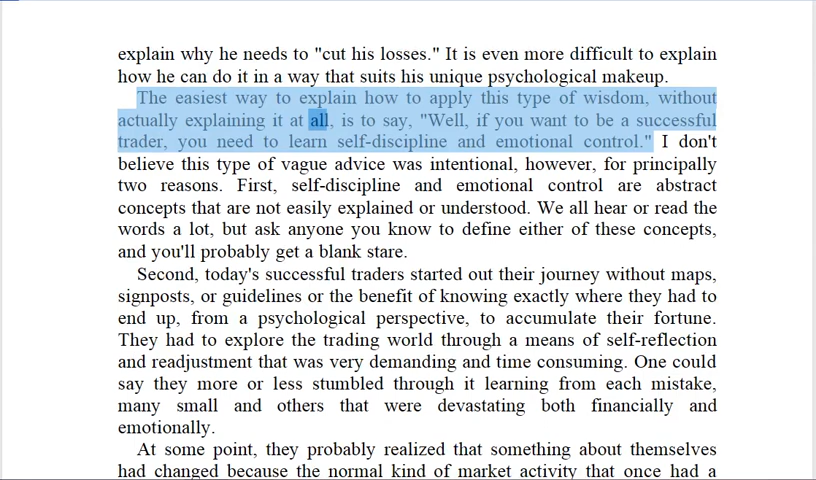 explain why he needs to "cut his losses." It is even more difficult to explain
how he can do it in a way that suits his unique psychological makeup.
The easiest way to explain how to apply this type of wisdom, without
actually explaining it at all, is to say, "Well, if you want to be a successful
trader, you need to learn self-discipline and emotional control." I don't
believe this type of vague advice was intentional, however, for principally
two reasons. First, self-discipline and emotional control are abstract
concepts that are not easily explained or understood. We all hear or read the
words a lot, but ask anyone you know to define either of these concepts,
and you'll probably get a blank stare.
Second, today's successful traders started out their journey without maps,
signposts, or guidelines or the benefit of knowing exactly where they had to
end up, from a psychological perspective, to accumulate their fortune.
They had to explore the trading world through a means of self-reflection
and readjustment that was very demanding and time consuming. One could
say they more or less stumbled through it learning from each mistake,
many small and others that were devastating both financially and
emotionally.
At some point, they probably realized that something about themselves
had changed because the normal kind of market activity that once had a